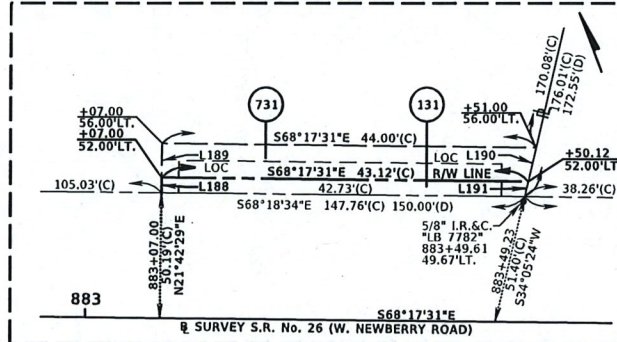 170.08'(C)
176.01'(C)
172.55'(D)
731
131
+07.00
56.00'LT.
+07.00
52.00'LT.
+51.00
56.00'LT.
S68°17'31"E 44.00'(C)
L189
LOC
LOC
L190
+50.12
52.00'LT
S68°17'31"E 43.12'(C)
R/W LINE
105.03'(C)
L188
42.73'(C)
L191
38.26'(C)
S68°18'34"E 147.76'(C) 150.00'(D)
5/8" I.R.&C.
"LB 7782"
883+49.61
49.67'LT.
883+07.00
50.19'(C)
N21°42'29"E
883+49.23
51.40'(C)
S34°05'24"W
883
S68°17'31"E
SURVEY S.R. No. 26 (W. NEWBERRY ROAD)